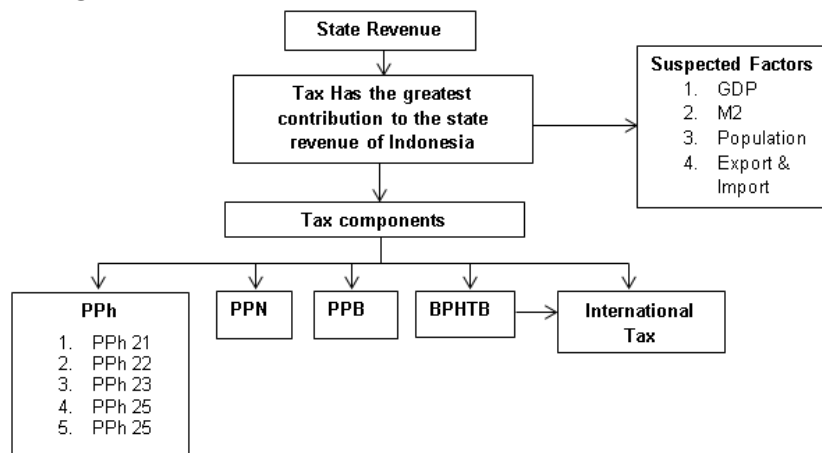 State Revenue
Tax Has the greatest
contribution to the state
revenue of Indonesia
Suspected Factors
1. GDP
2. M2
3. Population
4. Export &
Import
Tax components
PPh
1. PPh 21
2. PPh 22
3. PPh 23
4. PPh 25
5. PPh 25
PPN
PPB
BPHTB
International
Tax